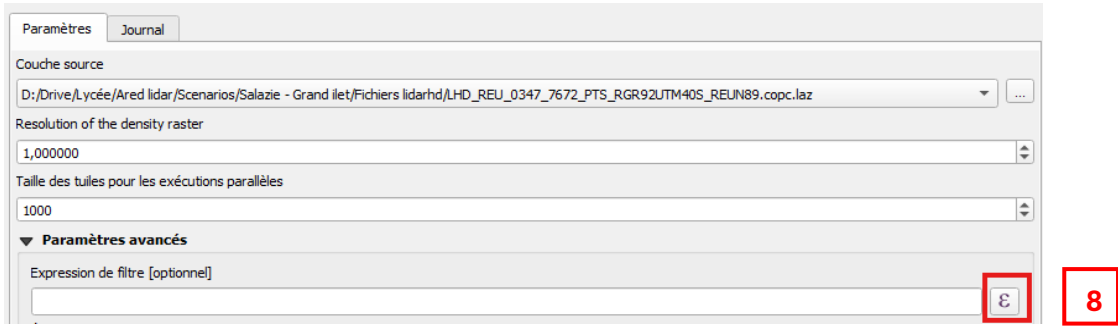 Paramètres Journal
Couche source
D:/Drive/Lycée/Ared lidar/Scenarios/Salazie - Grand ilet/Fichiers lidarhd/LHD_REU_0347_7672_PTS_RGR92UTM40S_REUN89.copc.laz ...
Resolution of the density raster
1,000000
Taille des tuiles pour les exécutions parallèles
1000
Paramètres avancés
Expression de filtre [optionnel]
ε
8